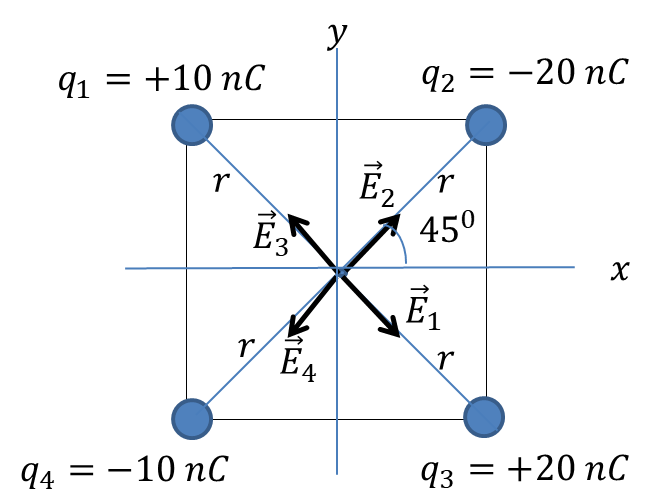 y
q₁ = +10 nC
q₂ = −20 nC
r
E⃗₂
r
E⃗₃
45⁰
x
E⃗₁
r
E⃗₄
r
q₄ = −10 nC
q₃ = +20 nC